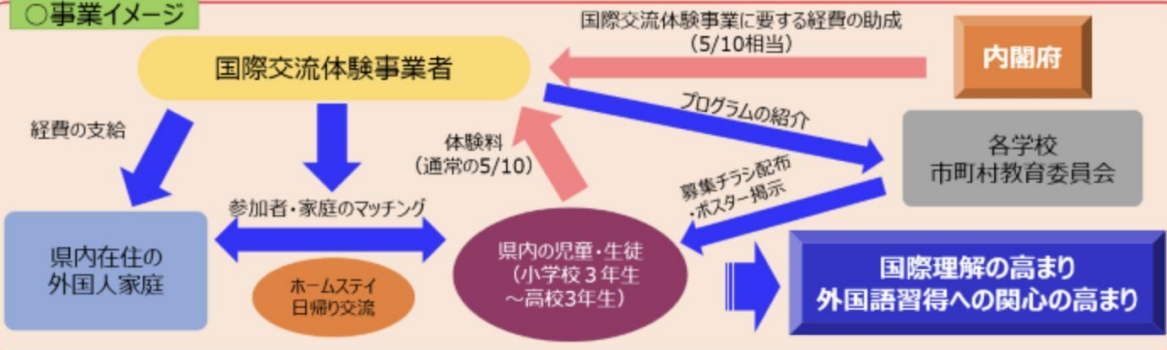 ○事業イメージ
国際交流体験事業に要する経費の助成
（5/10相当）
内閣府
国際交流体験事業者
経費の支給
体験料
（通常の5/10）
プログラムの紹介
各学校
市町村教育委員会
募集チラシ配布
・ポスター掲示
参加者・家庭のマッチング
県内在住の
外国人家庭
ホームステイ
日帰り交流
県内の児童・生徒
（小学校３年生
～高校3年生）
国際理解の高まり
外国語習得への関心の高まり